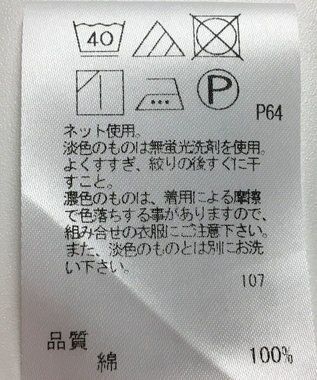 40
P
P64
ネット使用。
淡色のものは無蛍光洗剤を使用。
よくすすぎ、絞りの後すぐに干
すこと。
濃色のものは、着用による摩擦
で色落ちする事がありますので、
組み合せの衣服にご注意下さい。
また、淡色のものとは別にお洗
い下さい。
107
品質
綿 100%